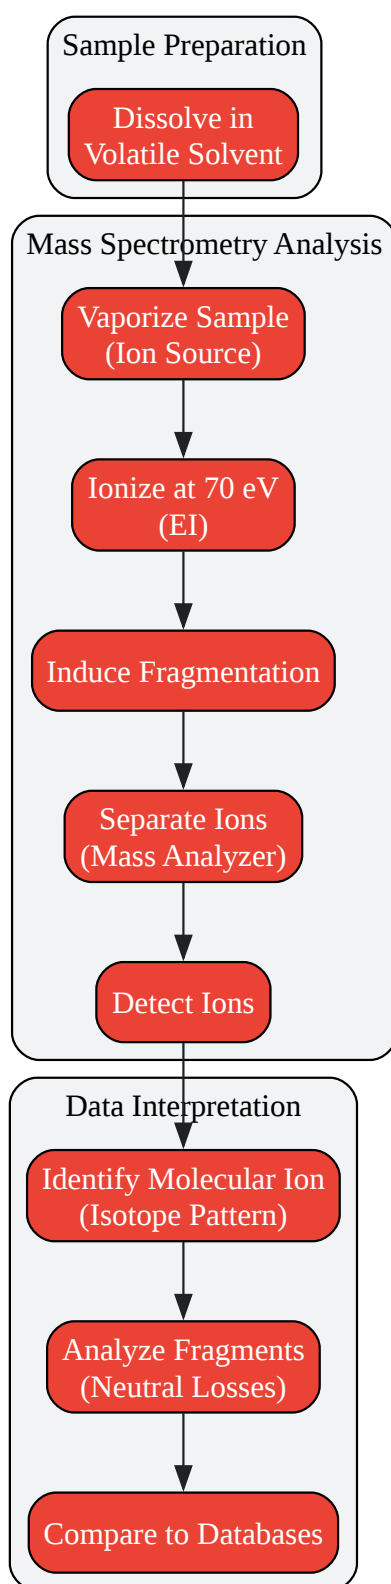 Sample Preparation
Dissolve in
Volatile Solvent
Mass Spectrometry Analysis
Vaporize Sample
(Ion Source)
Ionize at 70 eV
(EI)
Induce Fragmentation
Separate Ions
(Mass Analyzer)
Detect Ions
Data Interpretation
Identify Molecular Ion
(Isotope Pattern)
Analyze Fragments
(Neutral Losses)
Compare to Databases